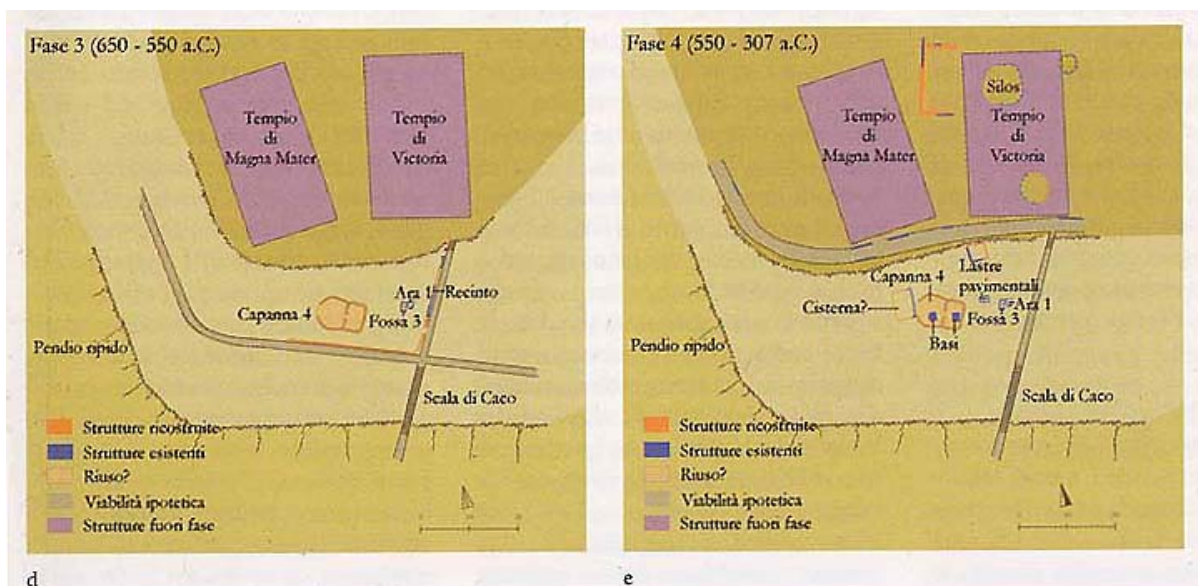 Fase 3 (650 - 550 a.C.)
Tempio
di
Magna Mater
Tempio
di
Victoria
Ara 1
Recinto
Capanna 4
Fossa 3
Pendio ripido
Scala di Caco
Strutture ricostruite
Strutture esistenti
Riuso?
Viabilità ipotetica
Strutture fuori fase
d
Fase 4 (550 - 307 a.C.)
Silos
Tempio
di
Magna Mater
Tempio
di
Victoria
Capanna 4
Lastre
pavimentali
Cisterna?
Ara 1
Fossa 3
Basi
Pendio ripido
Scala di Caco
Strutture ricostruite
Strutture esistenti
Riuso?
Viabilità ipotetica
Strutture fuori fase
e